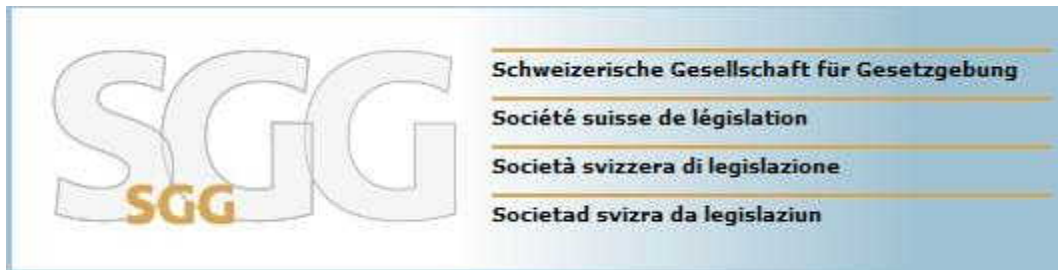 SGG
SGG
Schweizerische Gesellschaft für Gesetzgebung
Société suisse de législation
Società svizzera di legislazione
Societad svizra da legislaziun